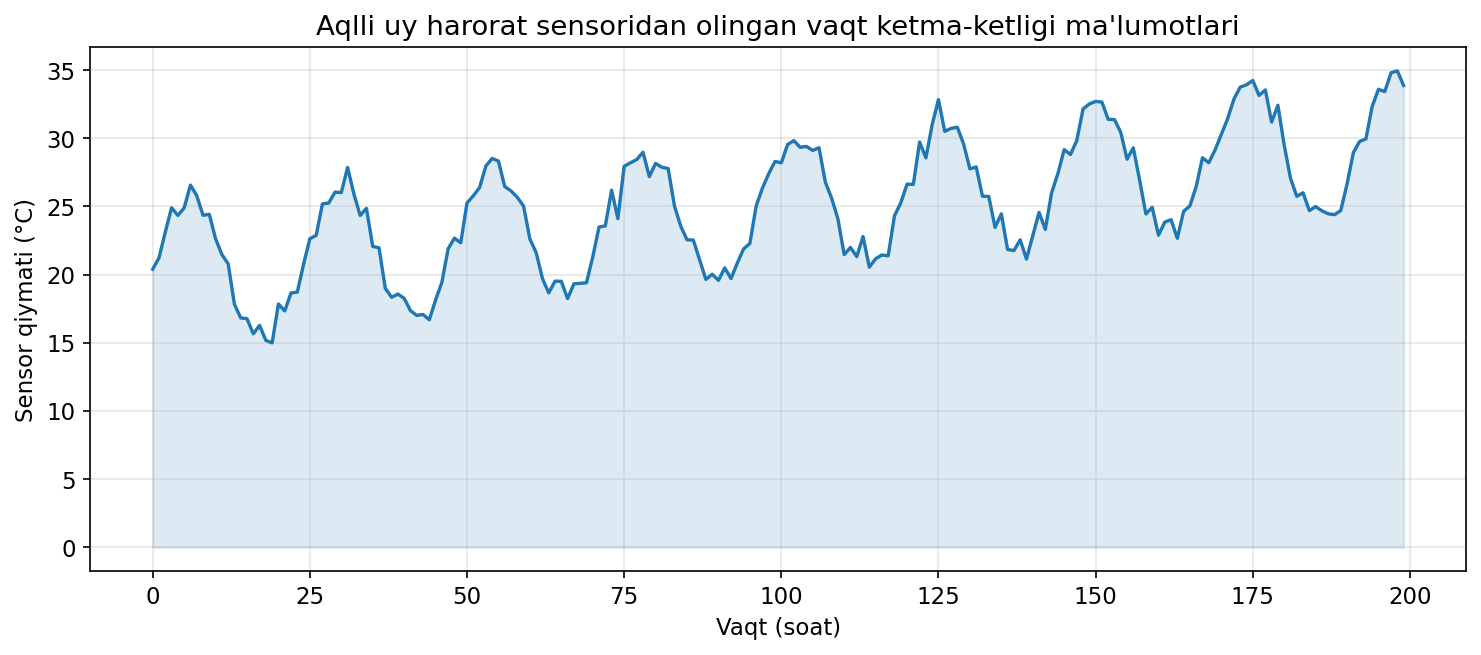 Aqlli uy harorat sensoridan olingan vaqt ketma-ketligi ma'lumotlari
Sensor qiymati (°C)
35
30
25
20
15
10
5
0
0 25 50 75 100 125 150 175 200
Vaqt (soat)